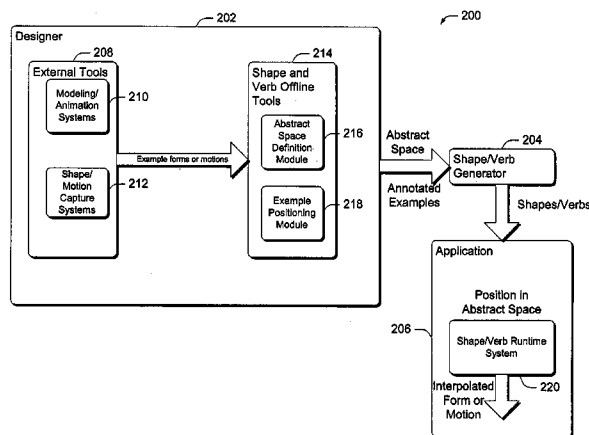 200
202
Designer
208
External Tools
Modeling/
Animation
Systems
210
Shape/
Motion
Capture
Systems
212
Example forms or motions
214
Shape and
Verb Offline
Tools
Abstract
Space
Definition
Module
216
Example
Positioning
Module
218
Abstract
Space
Annotated
Examples
204
Shape/Verb
Generator
Shapes/Verbs
Application
206
Position in
Abstract Space
Shape/Verb Runtime
System
220
Interpolated
Form or
Motion